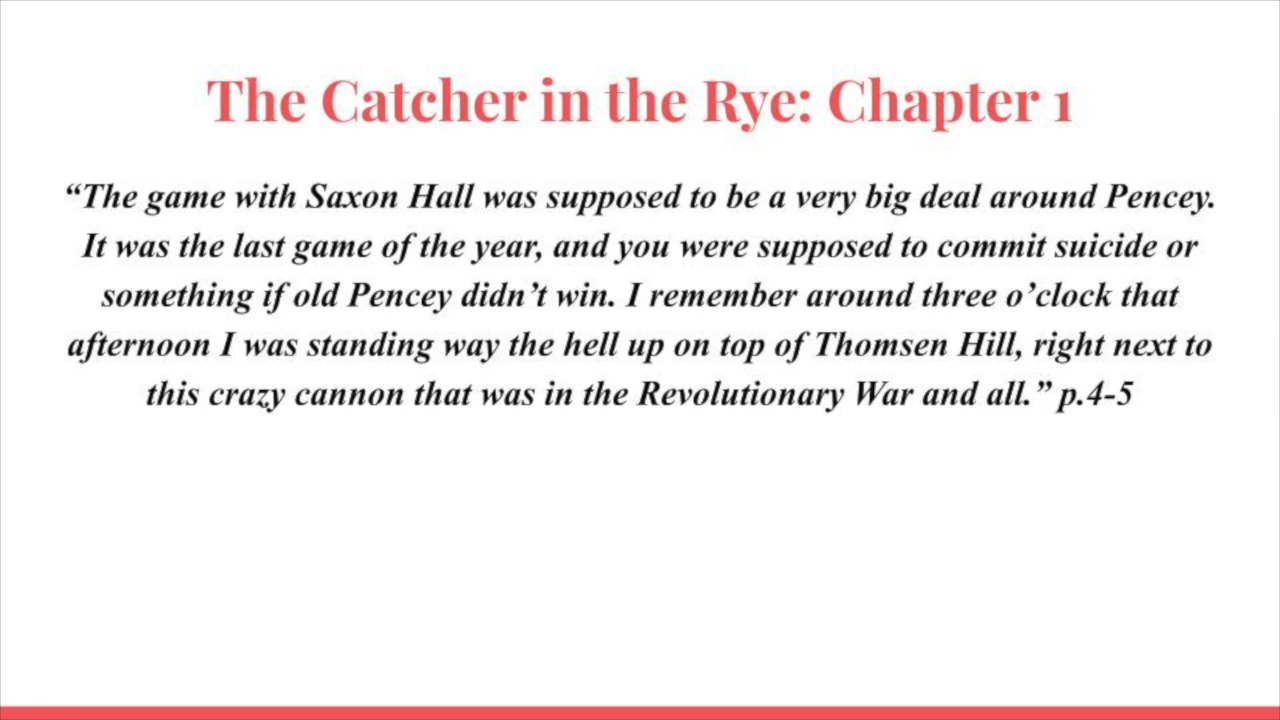 The Catcher in the Rye: Chapter 1
“The game with Saxon Hall was supposed to be a very big deal around Pencey.
It was the last game of the year, and you were supposed to commit suicide or
something if old Pencey didn’t win. I remember around three o’clock that
afternoon I was standing way the hell up on top of Thomsen Hill, right next to
this crazy cannon that was in the Revolutionary War and all.” p.4-5